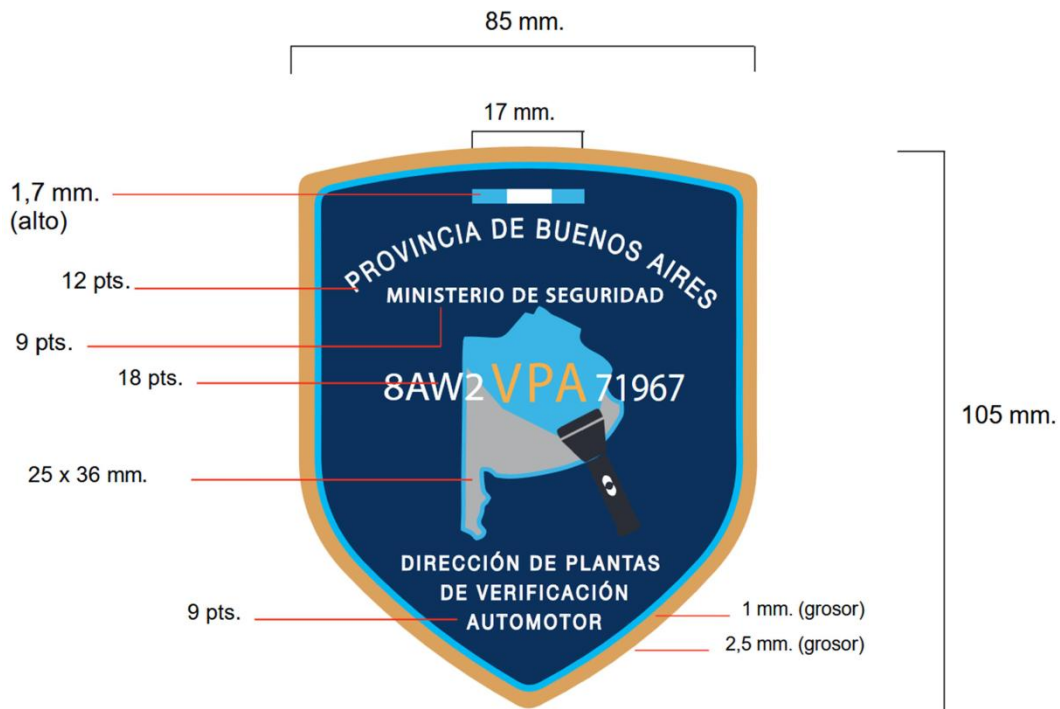 85 mm.
17 mm.
1,7 mm.
(alto)
PROVINCIA DE BUENOS AIRES
12 pts.
MINISTERIO DE SEGURIDAD
9 pts.
18 pts.
8AW2 VPA 71967
105 mm.
25 x 36 mm.
DIRECCIÓN DE PLANTAS
DE VERIFICACIÓN
AUTOMOTOR
9 pts.
1 mm. (grosor)
2,5 mm. (grosor)